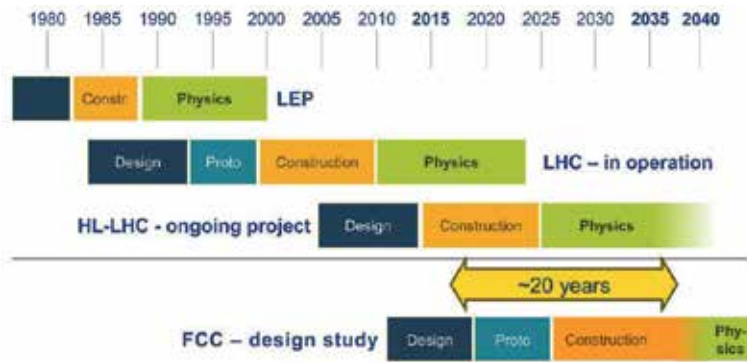 1980 1985 1990 1995 2000 2005 2010 2015 2020 2025 2030 2035 2040
Constr. Physics LEP
Design Proto Construction Physics LHC – in operation
HL-LHC - ongoing project Design Construction Physics
~20 years
FCC – design study Design Proto Construction Phy-
sics